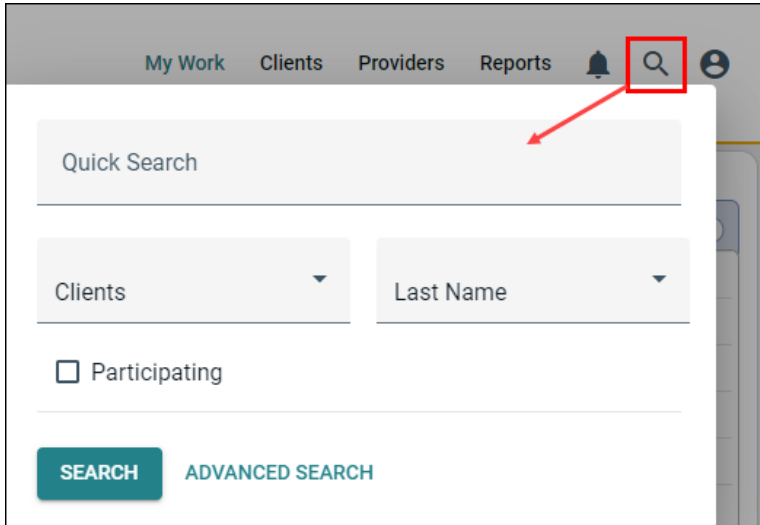 My Work Clients Providers Reports
Quick Search
Clients Last Name
Participating
SEARCH ADVANCED SEARCH